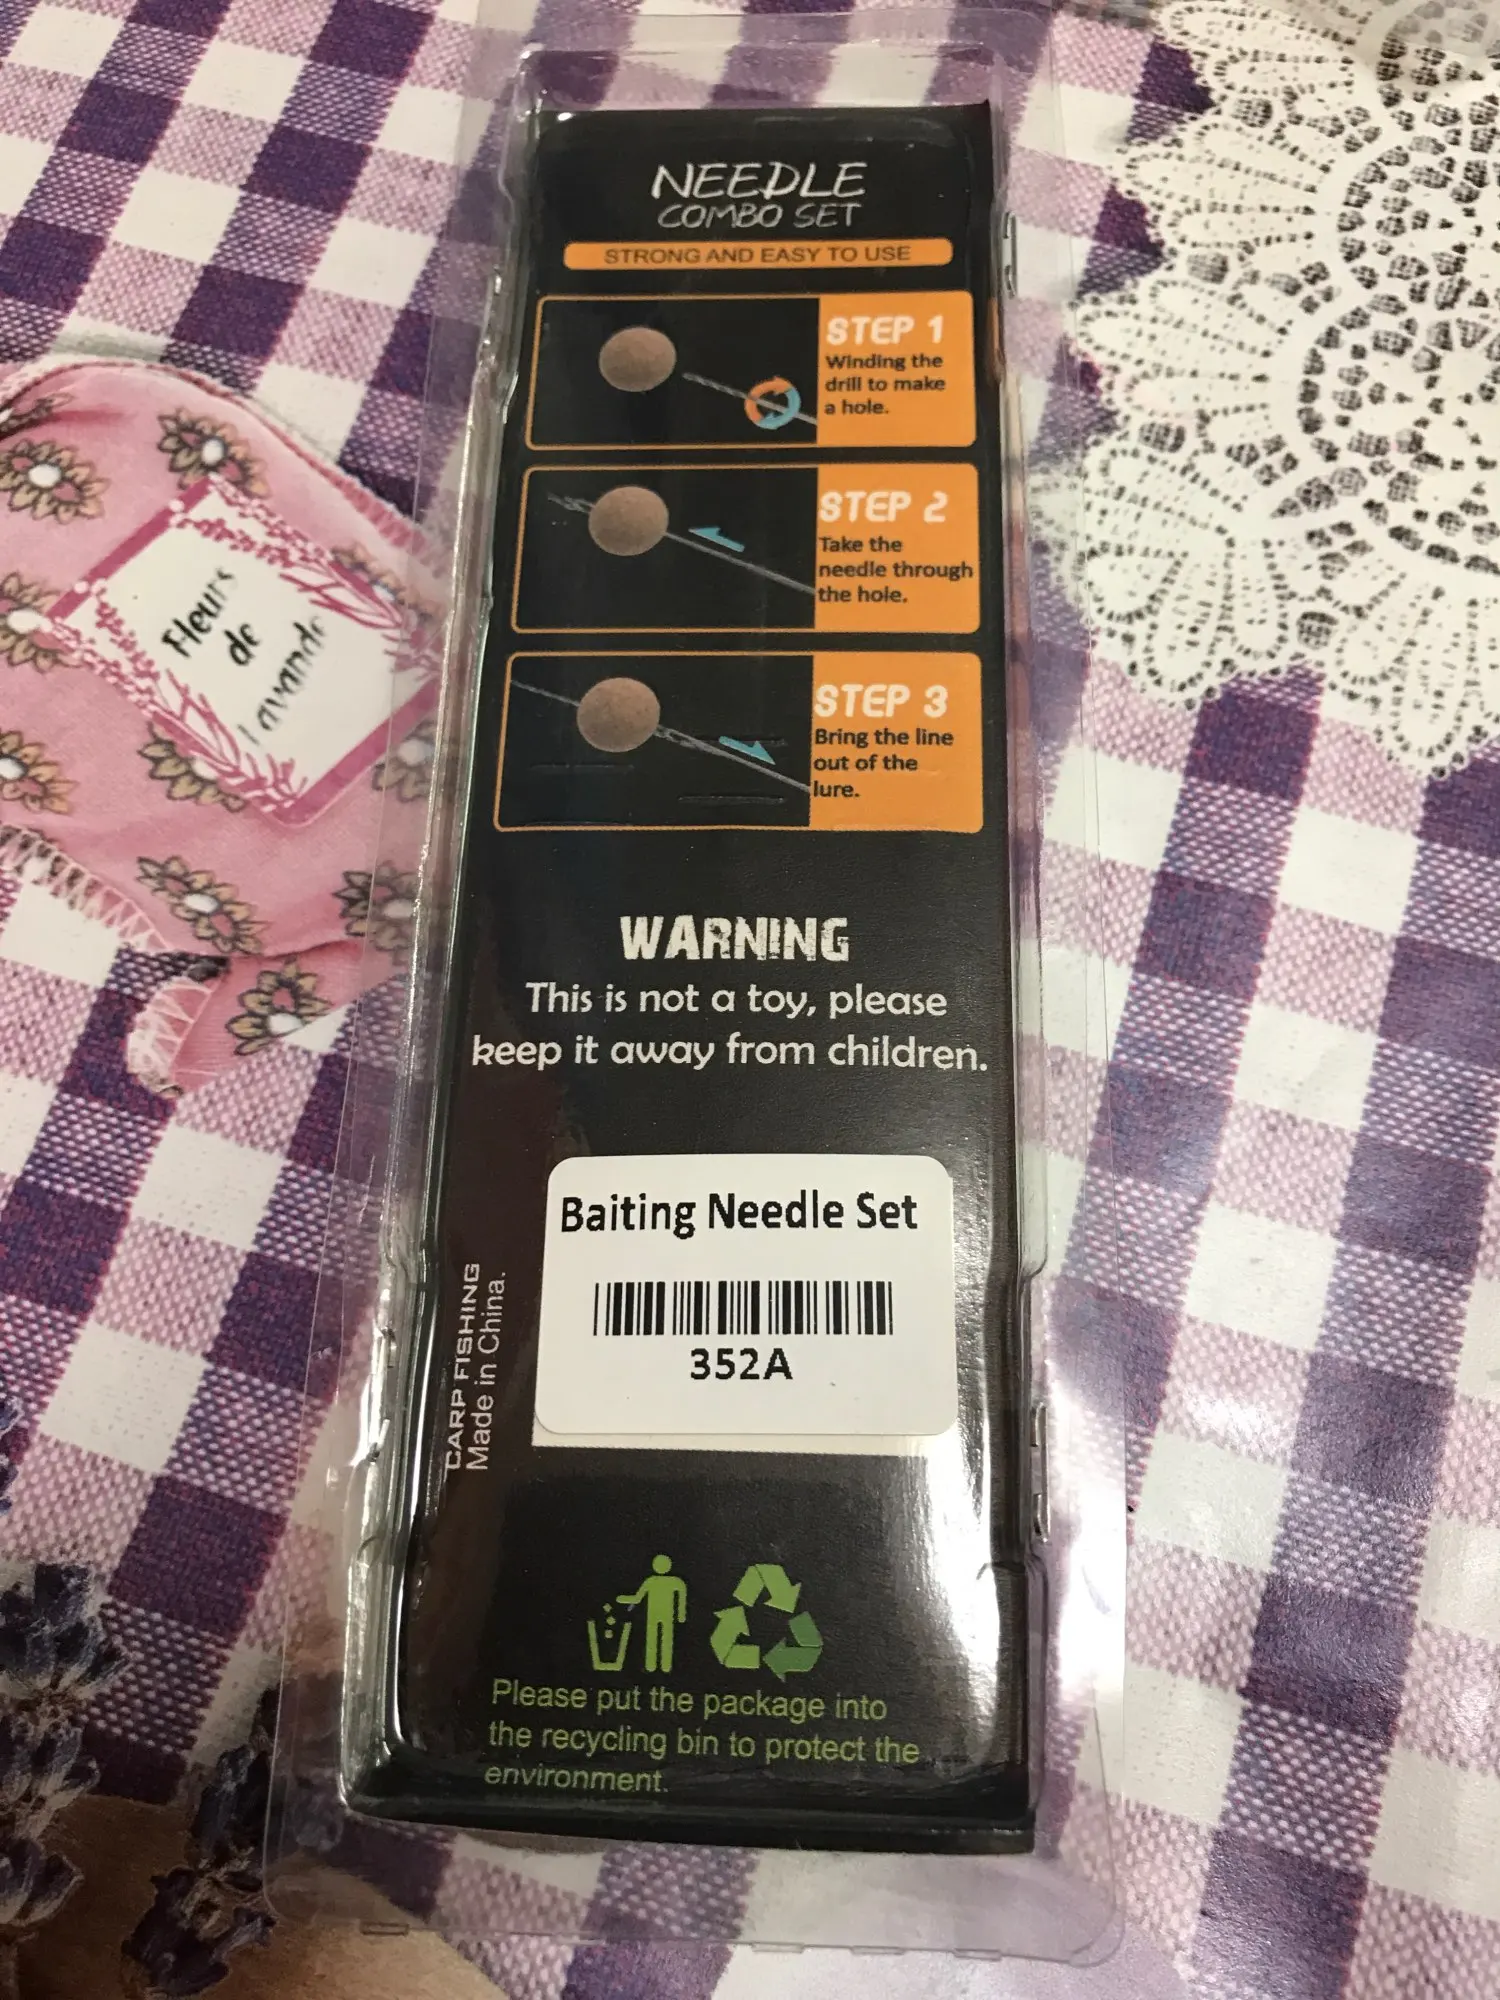 NEEDLE
COMBO SET
STRONG AND EASY TO USE
STEP 1
Winding the
drill to make
a hole.
STEP 2
Take the
needle through
the hole.
STEP 3
Bring the line
out of the
lure.
WARNING
This is not a toy, please
keep it away from children.
Baiting Needle Set
352A
CARP FISHING
Made in China.
Please put the package into
the recycling bin to protect the
environment.
Fleurs
de
Lavande